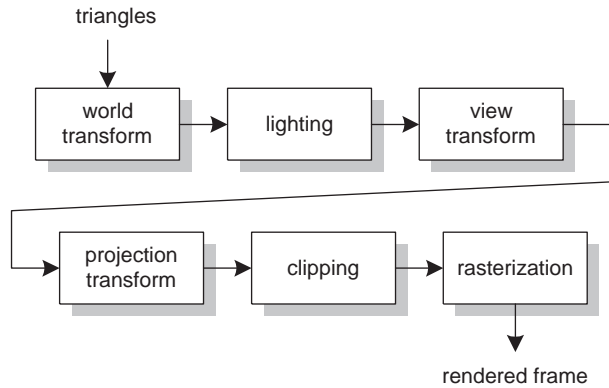 triangles
world
transform
lighting
view
transform
projection
transform
clipping
rasterization
rendered frame